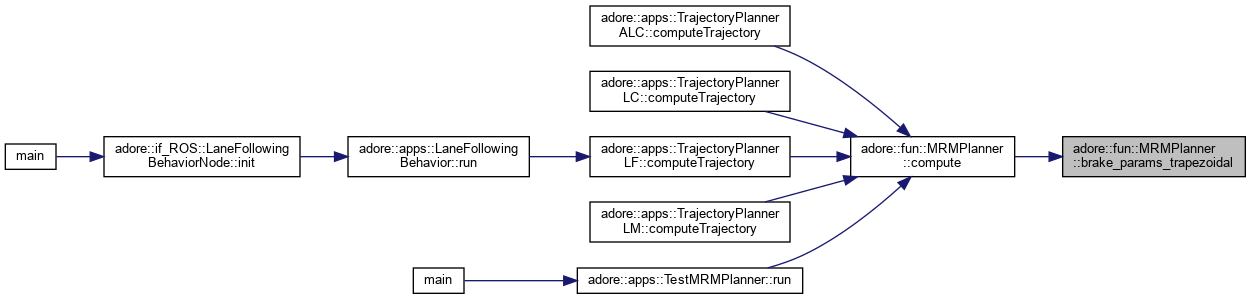 adore::apps::TrajectoryPlanner
ALC::computeTrajectory
adore::apps::TrajectoryPlanner
LC::computeTrajectory
main
adore::if_ROS::LaneFollowing
BehaviorNode::init
adore::apps::LaneFollowing
Behavior::run
adore::apps::TrajectoryPlanner
LF::computeTrajectory
adore::fun::MRMPlanner
::compute
adore::fun::MRMPlanner
::brake_params_trapezoidal
adore::apps::TrajectoryPlanner
LM::computeTrajectory
main
adore::apps::TestMRMPlanner::run